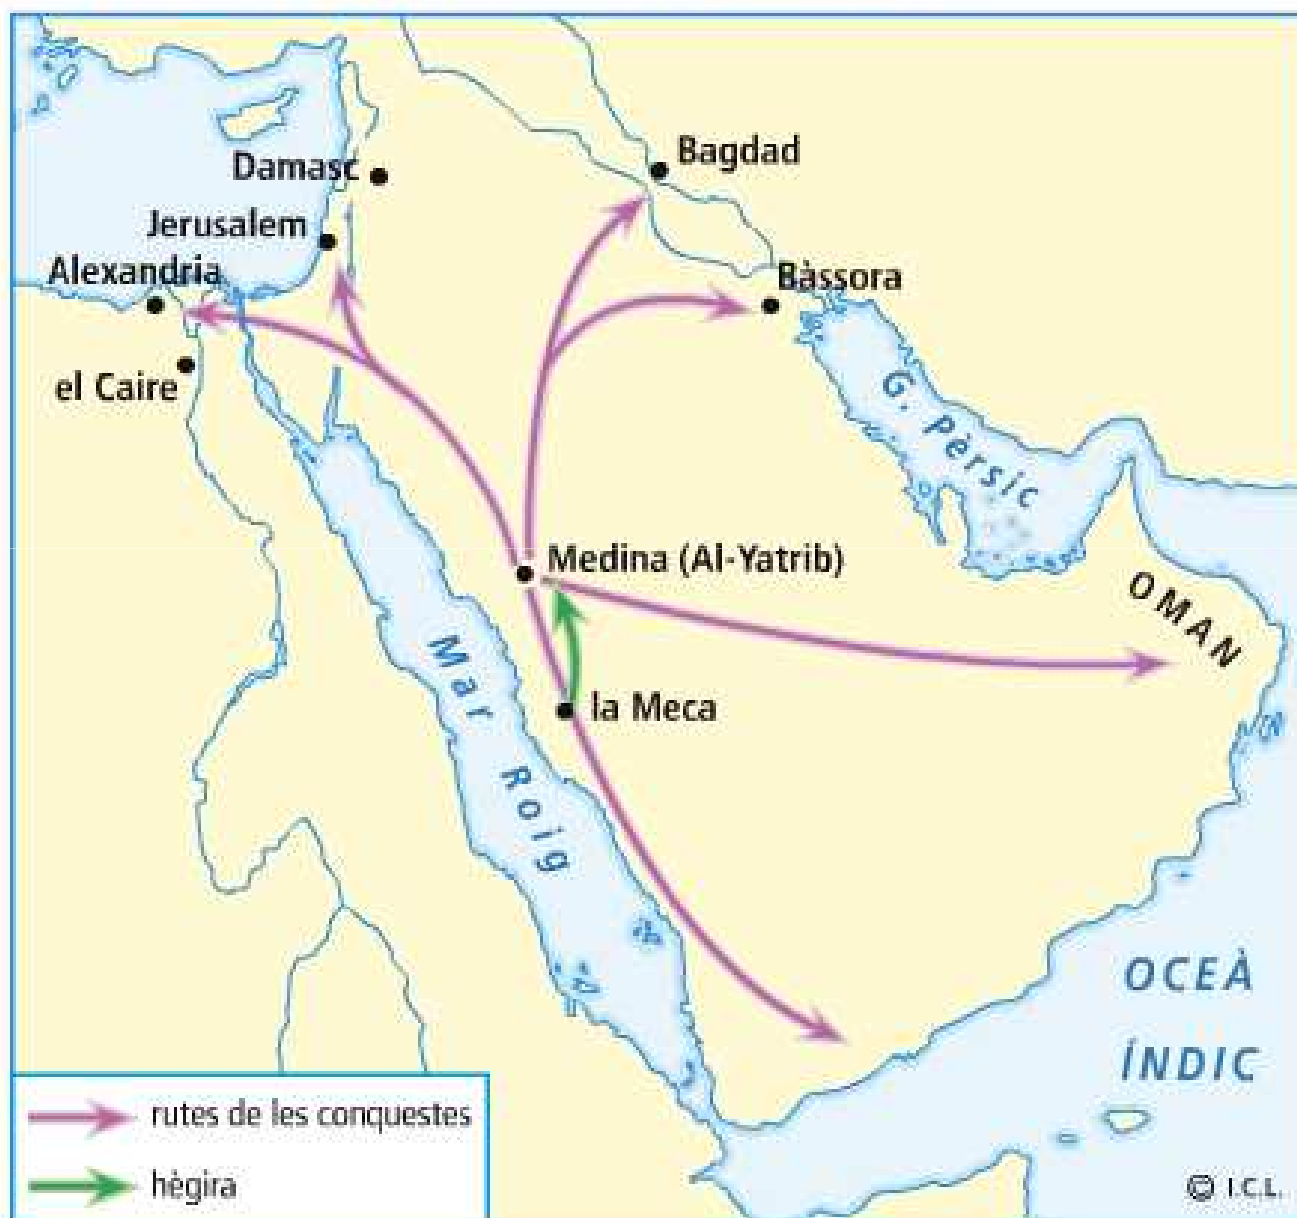 Damasc
Bagdad
Jerusalem
Alexandria
Bàssora
el Caire
G. pèrsic
Medina (Al-Yatrib)
OMAN
Mar Roig
la Meca
OCEÀ
ÍNDIC
rutes de les conquestes
hègira
© I.C.L.